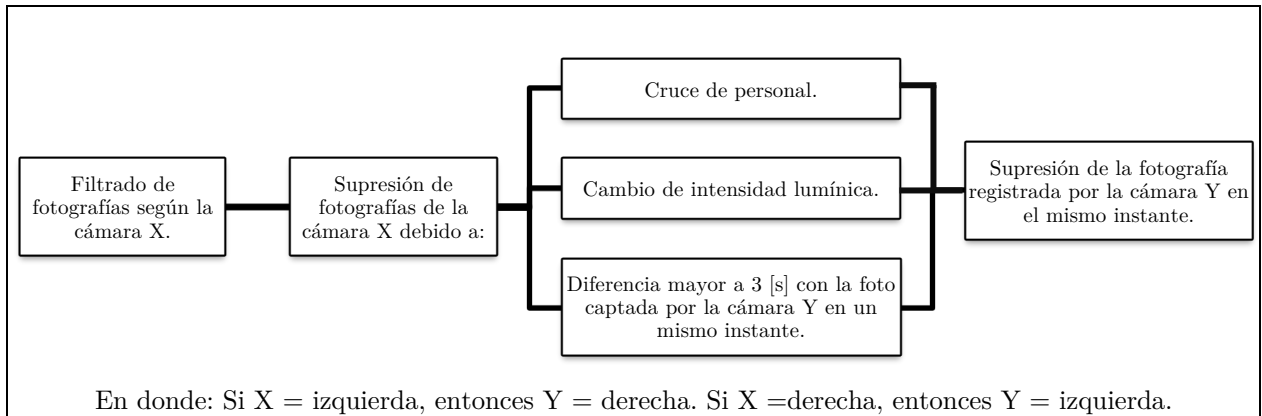 Filtrado de
fotografías según la
cámara X.
Supresión de
fotografías de la
cámara X debido a:
Cruce de personal.
Cambio de intensidad lumínica.
Diferencia mayor a 3 [s] con la foto
captada por la cámara Y en un
mismo instante.
Supresión de la fotografía
registrada por la cámara Y en
el mismo instante.
En donde: Si X = izquierda, entonces Y = derecha. Si X =derecha, entonces Y = izquierda.